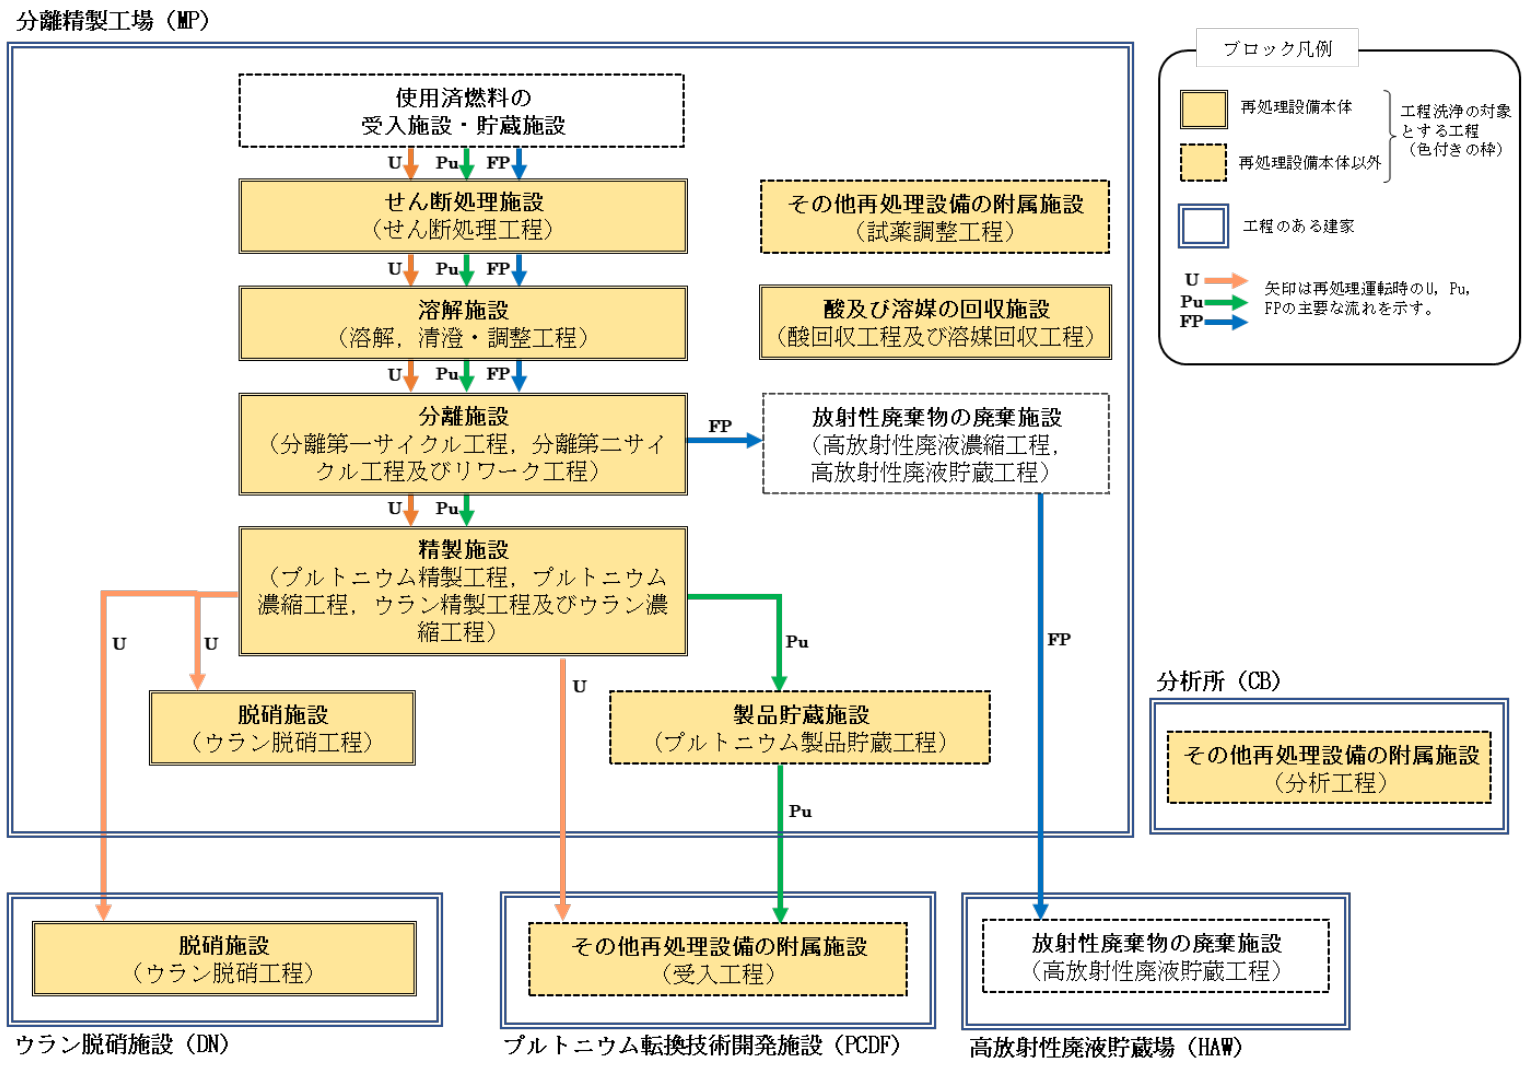 分離精製工場（MP）
使用済燃料の
受入施設・貯蔵施設
U
Pu
FP
せん断処理施設
（せん断処理工程）
U
Pu
FP
溶解施設
（溶解，清澄・調整工程）
U
Pu
FP
分離施設
（分離第一サイクル工程，分離第二サイ
クル工程及びリワーク工程）
U
Pu
精製施設
（プルトニウム精製工程，プルトニウム
濃縮工程，ウラン精製工程及びウラン濃
縮工程）
その他再処理設備の附属施設
（試薬調整工程）
酸及び溶媒の回収施設
（酸回収工程及び溶媒回収工程）
FP
放射性廃棄物の廃棄施設
（高放射性廃液濃縮工程，
高放射性廃液貯蔵工程）
U
U
U
Pu
FP
脱硝施設
（ウラン脱硝工程）
製品貯蔵施設
（プルトニウム製品貯蔵工程）
Pu
脱硝施設
（ウラン脱硝工程）
ウラン脱硝施設（DN）
その他再処理設備の附属施設
（受入工程）
プルトニウム転換技術開発施設（PCDF）
放射性廃棄物の廃棄施設
（高放射性廃液貯蔵工程）
高放射性廃液貯蔵場（HAW）
ブロック凡例
再処理設備本体
再処理設備本体以外
工程洗浄の対象
とする工程
（色付きの枠）
工程のある建家
U
Pu
FP
矢印は再処理運転時のU，Pu，
FPの主要な流れを示す。
分析所（CB）
その他再処理設備の附属施設
（分析工程）